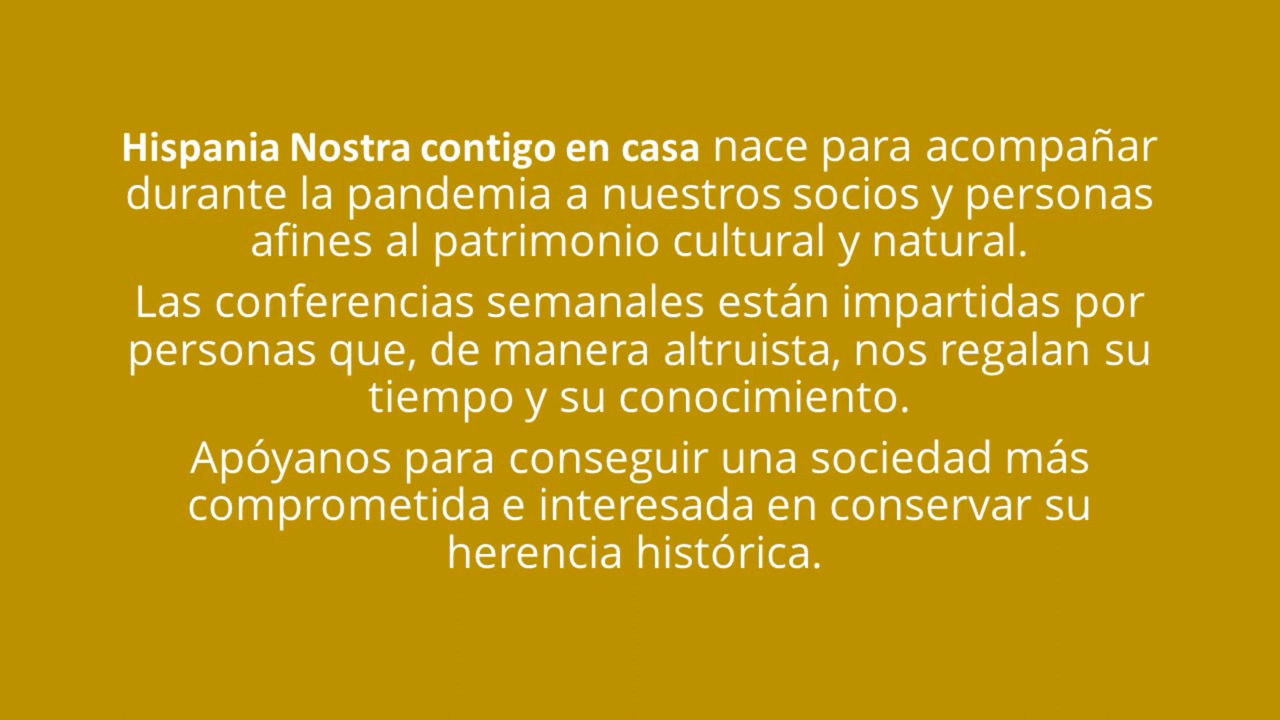 Hispania Nostra contigo en casa nace para acompañar
durante la pandemia a nuestros socios y personas
afines al patrimonio cultural y natural.
Las conferencias semanales están impartidas por
personas que, de manera altruista, nos regalan su
tiempo y su conocimiento.
Apóyanos para conseguir una sociedad más
comprometida e interesada en conservar su
herencia histórica.